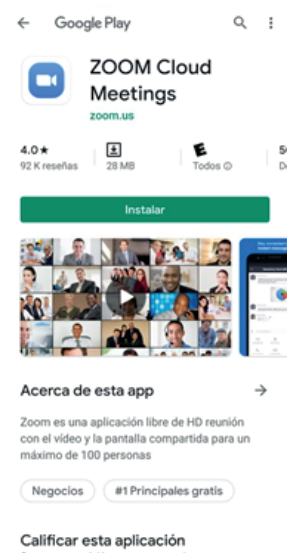 Google Play
ZOOM Cloud
Meetings
zoom.us
4.0★
92 K reseñas
28 MB
E
Todos
Instalar
Acerca de esta app
Zoom es una aplicación libre de HD reunión
con el vídeo y la pantalla compartida para un
máximo de 100 personas
Negocios
#1 Principales gratis
Calificar esta aplicación